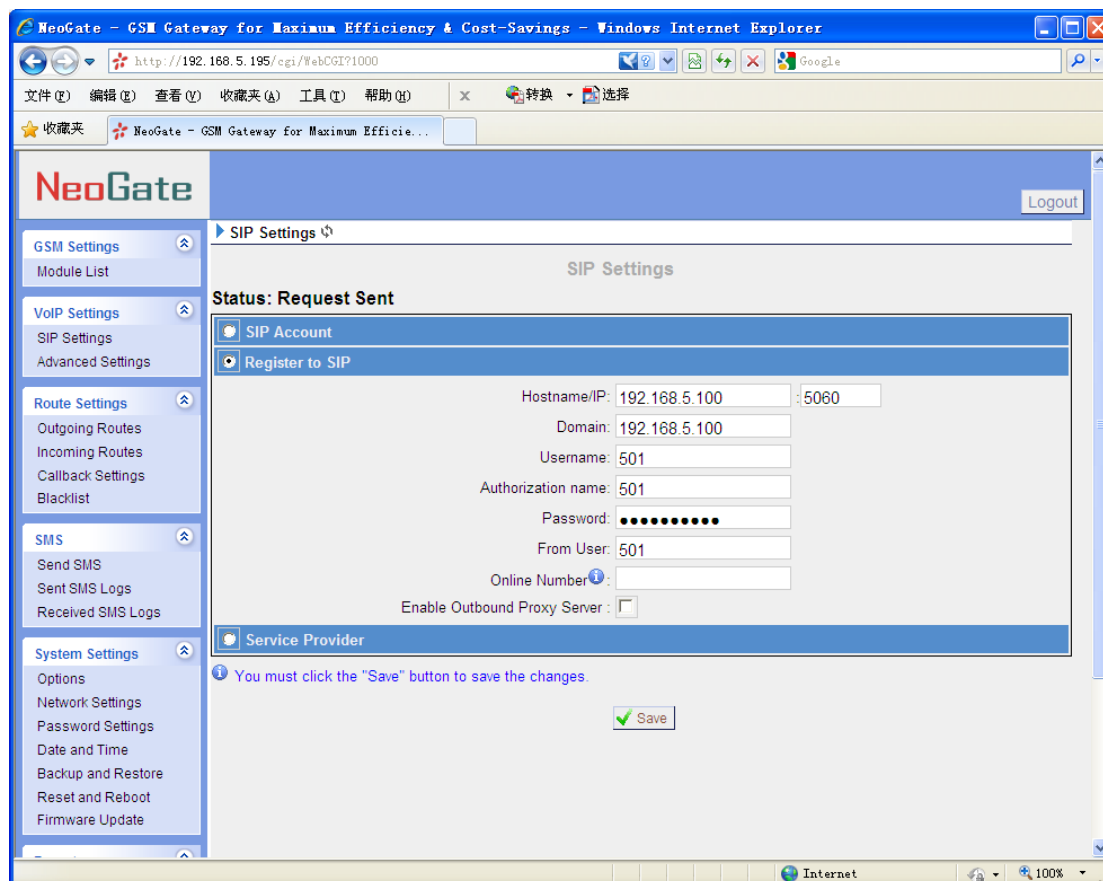 NeoGate - GSM Gateway for Maximum Efficiency & Cost-Savings - Windows Internet Explorer
http://192.168.5.195/cgi/WebCGI?1000
Google
文件(F) 编辑(E) 查看(V) 收藏夹(A) 工具(T) 帮助(H) x 转换 选择
收藏夹 NeoGate - GSM Gateway for Maximum Efficie...
NeoGate
Logout
GSM Settings
Module List
VoIP Settings
SIP Settings
Advanced Settings
Route Settings
Outgoing Routes
Incoming Routes
Callback Settings
Blacklist
SMS
Send SMS
Sent SMS Logs
Received SMS Logs
System Settings
Options
Network Settings
Password Settings
Date and Time
Backup and Restore
Reset and Reboot
Firmware Update
SIP Settings
SIP Settings
Status: Request Sent
SIP Account
Register to SIP
Hostname/IP: 192.168.5.100 :5060
Domain: 192.168.5.100
Username: 501
Authorization name: 501
Password: ●●●●●●●●●●
From User: 501
Online Number :
Enable Outbound Proxy Server :
Service Provider
You must click the "Save" button to save the changes.
Save
Internet 100%